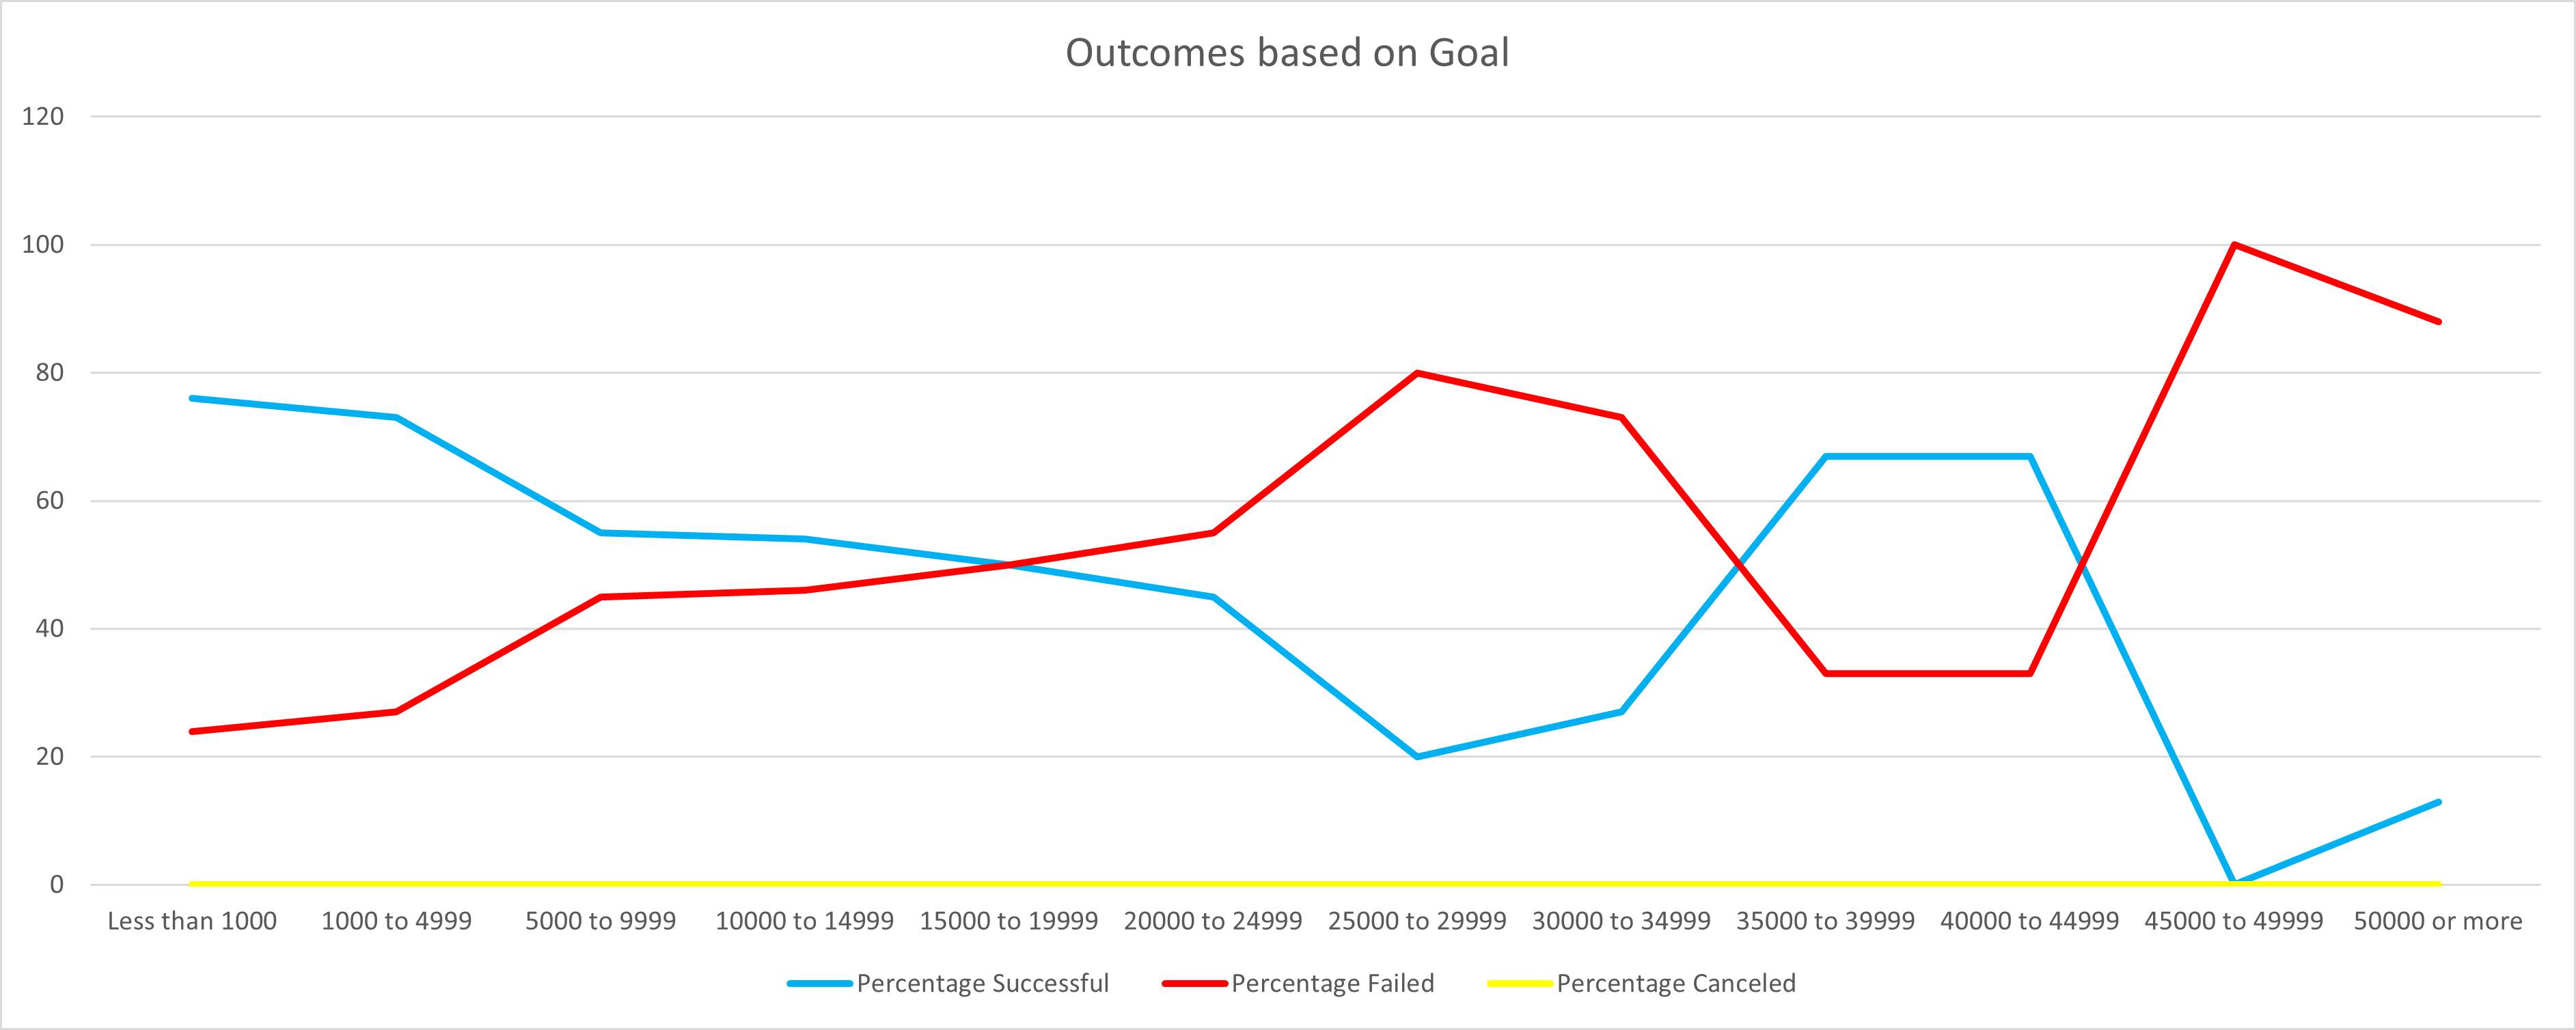 Outcomes based on Goal
120
100
80
60
40
20
0
Less than 1000 1000 to 4999 5000 to 9999 10000 to 14999 15000 to 19999 20000 to 24999 25000 to 29999 30000 to 34999 35000 to 39999 40000 to 44999 45000 to 49999 50000 or more
Percentage Successful Percentage Failed Percentage Canceled